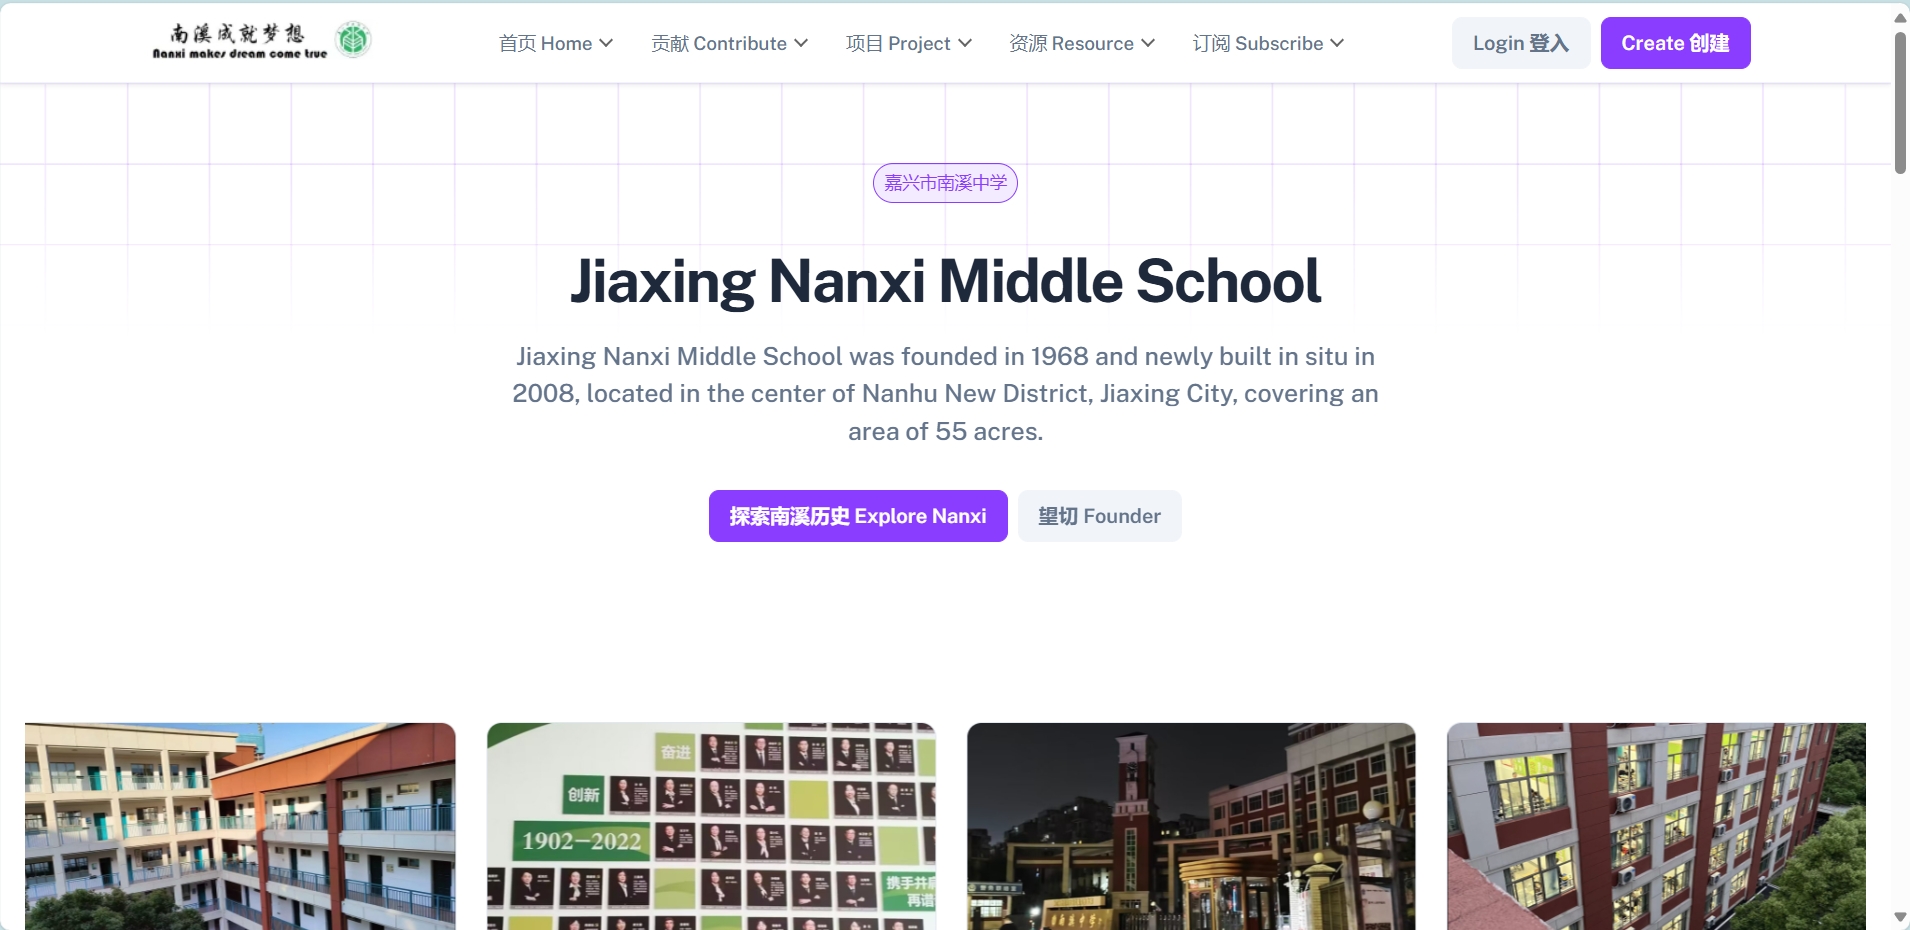 南溪成就梦想
Nanxi makes dream come true
首页 Home
贡献 Contribute
项目 Project
资源 Resource
订阅 Subscribe
Login 登入
Create 创建
嘉兴市南溪中学
Jiaxing Nanxi Middle School
Jiaxing Nanxi Middle School was founded in 1968 and newly built in situ in
2008, located in the center of Nanhu New District, Jiaxing City, covering an
area of 55 acres.
探索南溪历史 Explore Nanxi
望切 Founder
奋进
创新
1902—2022
携手并肩
再谱